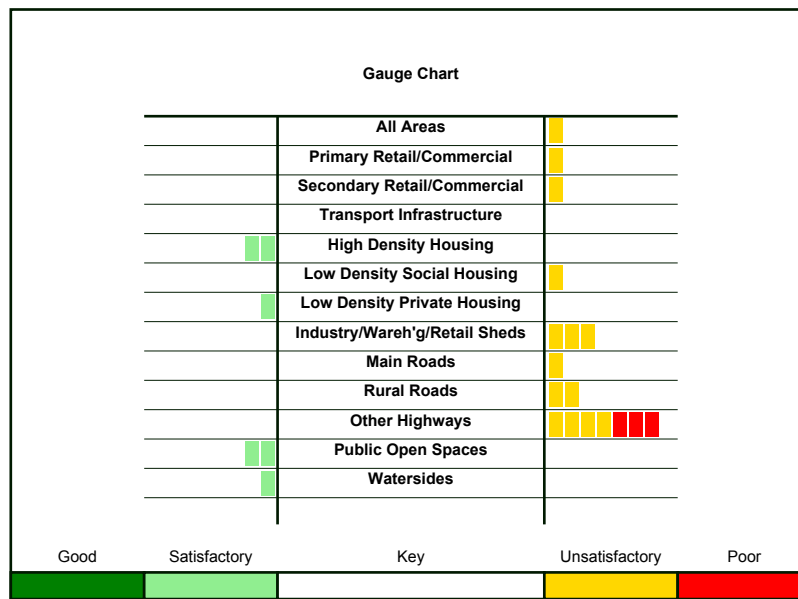 Gauge Chart
All Areas
Primary Retail/Commercial
Secondary Retail/Commercial
Transport Infrastructure
High Density Housing
Low Density Social Housing
Low Density Private Housing
Industry/Wareh'g/Retail Sheds
Main Roads
Rural Roads
Other Highways
Public Open Spaces
Watersides
Good Satisfactory Key Unsatisfactory Poor